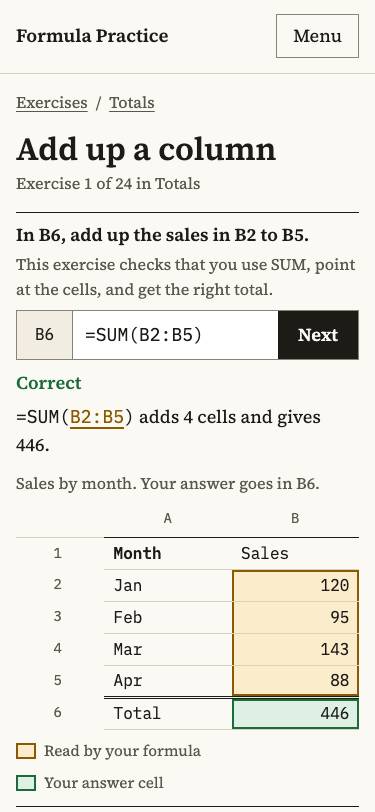 Formula Practice
Menu
Exercises / Totals
Add up a column
Exercise 1 of 24 in Totals
In B6, add up the sales in B2 to B5.
This exercise checks that you use SUM, point
at the cells, and get the right total.
B6 =SUM(B2:B5) Next
Correct
=SUM(B2:B5) adds 4 cells and gives
446.
Sales by month. Your answer goes in B6.
A B
1 Month Sales
2 Jan 120
3 Feb 95
4 Mar 143
5 Apr 88
6 Total 446
Read by your formula
Your answer cell